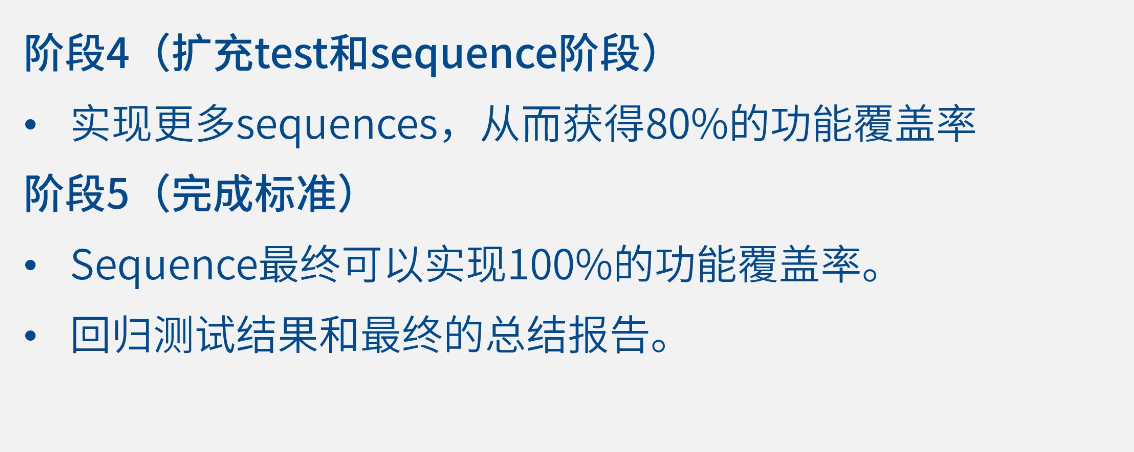 阶段4（扩充test和sequence阶段）
• 实现更多sequences，从而获得80%的功能覆盖率
阶段5（完成标准）
• Sequence最终可以实现100%的功能覆盖率。
• 回归测试结果和最终的总结报告。